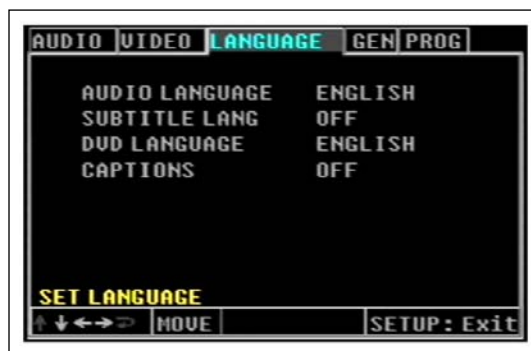 AUDIO VIDEO LANGUAGE GEN PROG
AUDIO LANGUAGE ENGLISH
SUBTITLE LANG OFF
DVD LANGUAGE ENGLISH
CAPTIONS OFF
SET LANGUAGE
MOVE SETUP: Exit